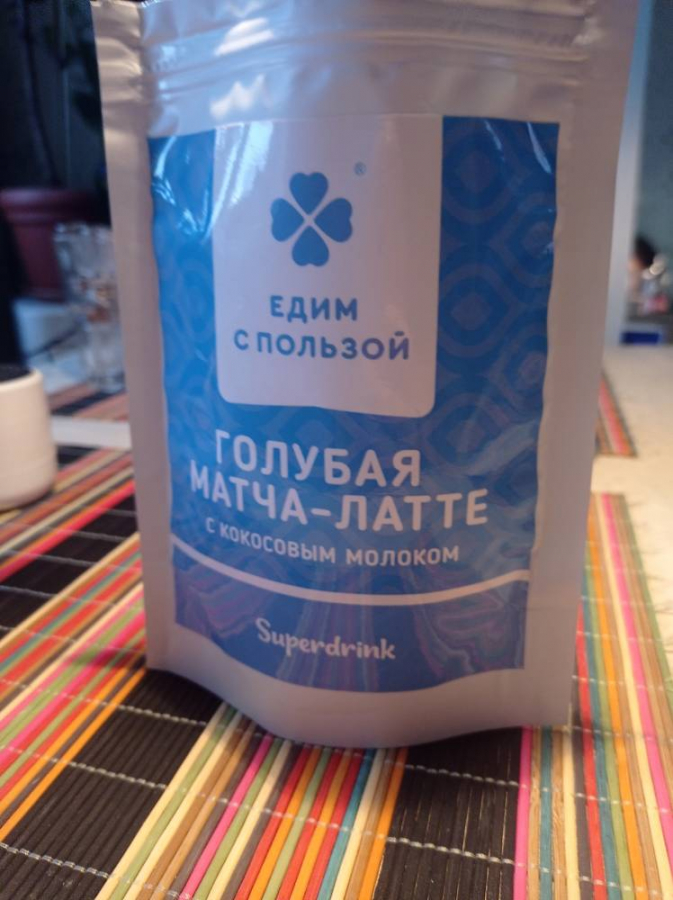 ®
ЕДИМ
С ПОЛЬЗОЙ
ГОЛУБАЯ
МАТЧА-ЛАТТЕ
С КОКОСОВЫМ МОЛОКОМ
Superdrink